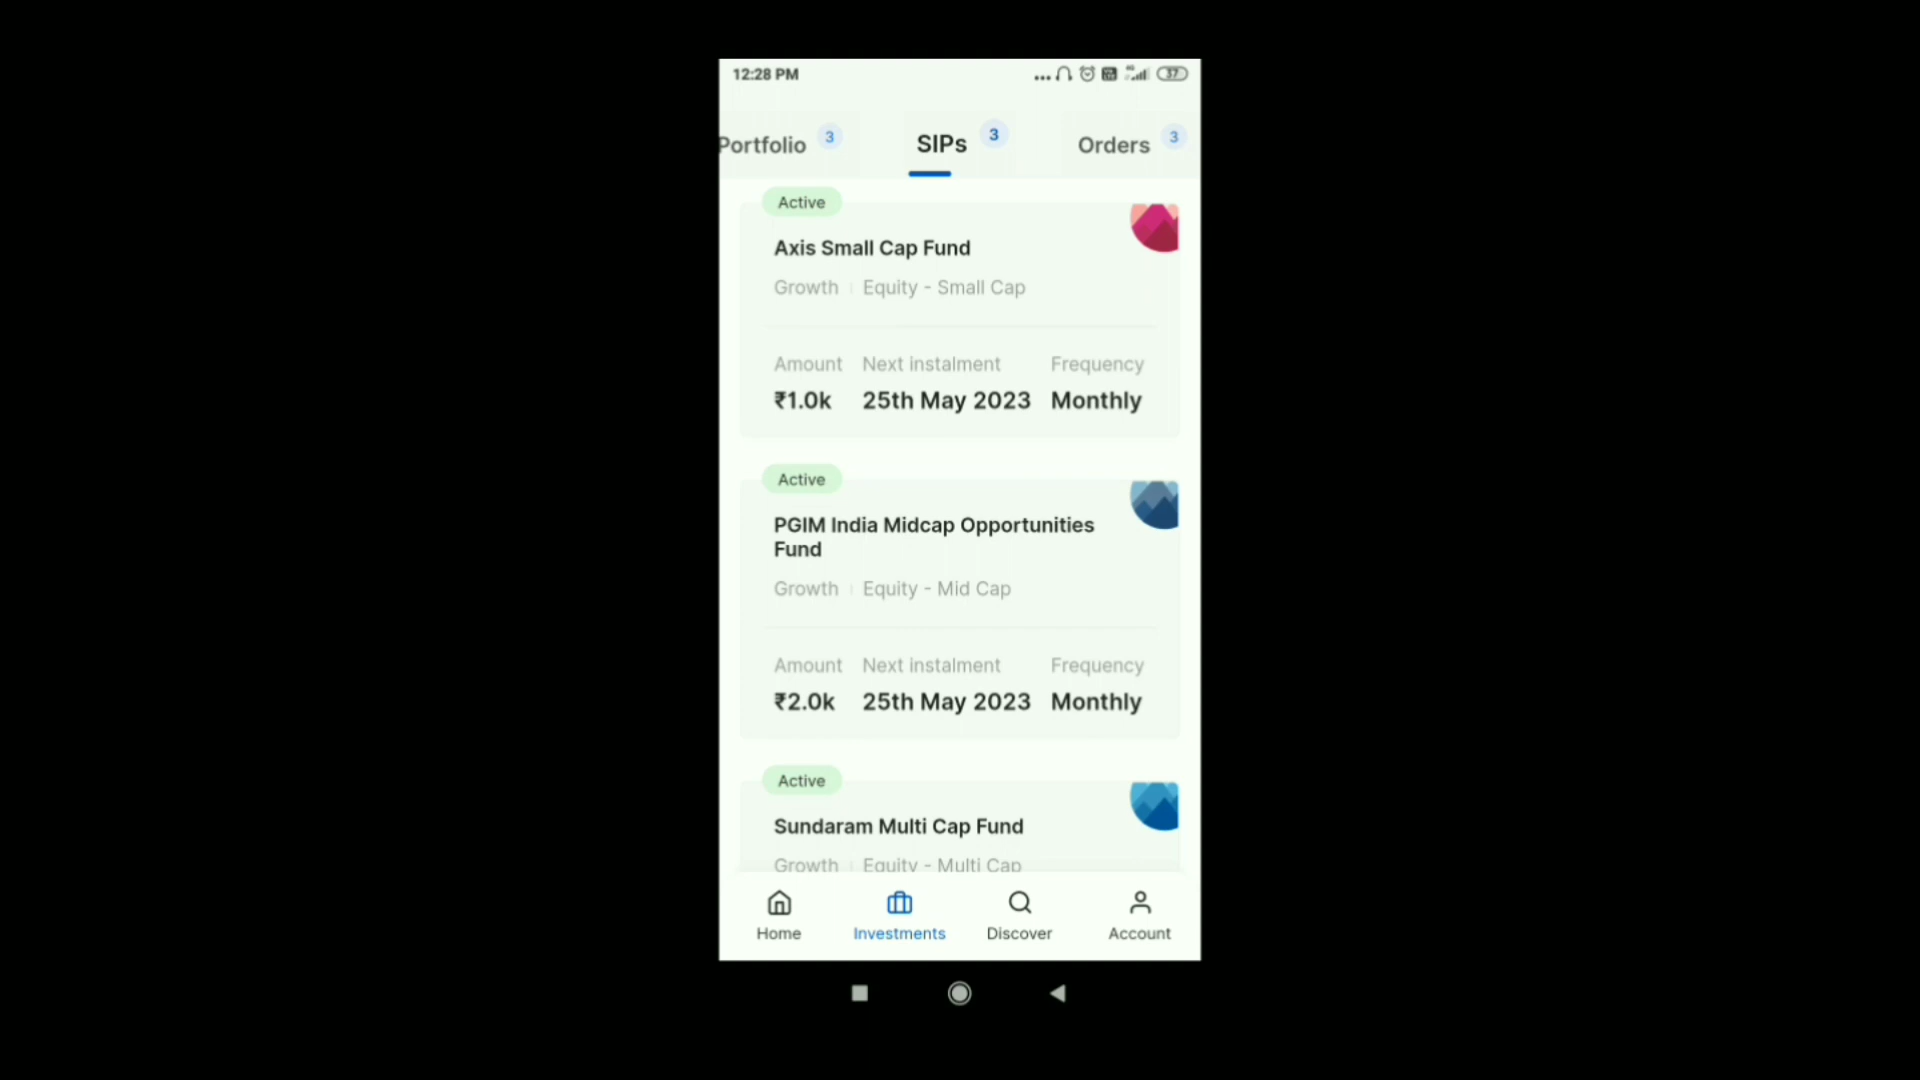 12:28 PM
37
Portfolio 3
SIPs 3
Orders 3
Active
Axis Small Cap Fund
Growth Equity - Small Cap
Amount Next instalment Frequency
₹1.0k 25th May 2023 Monthly
Active
PGIM India Midcap Opportunities
Fund
Growth Equity - Mid Cap
Amount Next instalment Frequency
₹2.0k 25th May 2023 Monthly
Active
Sundaram Multi Cap Fund
Growth Equity - Multi Cap
Home Investments Discover Account